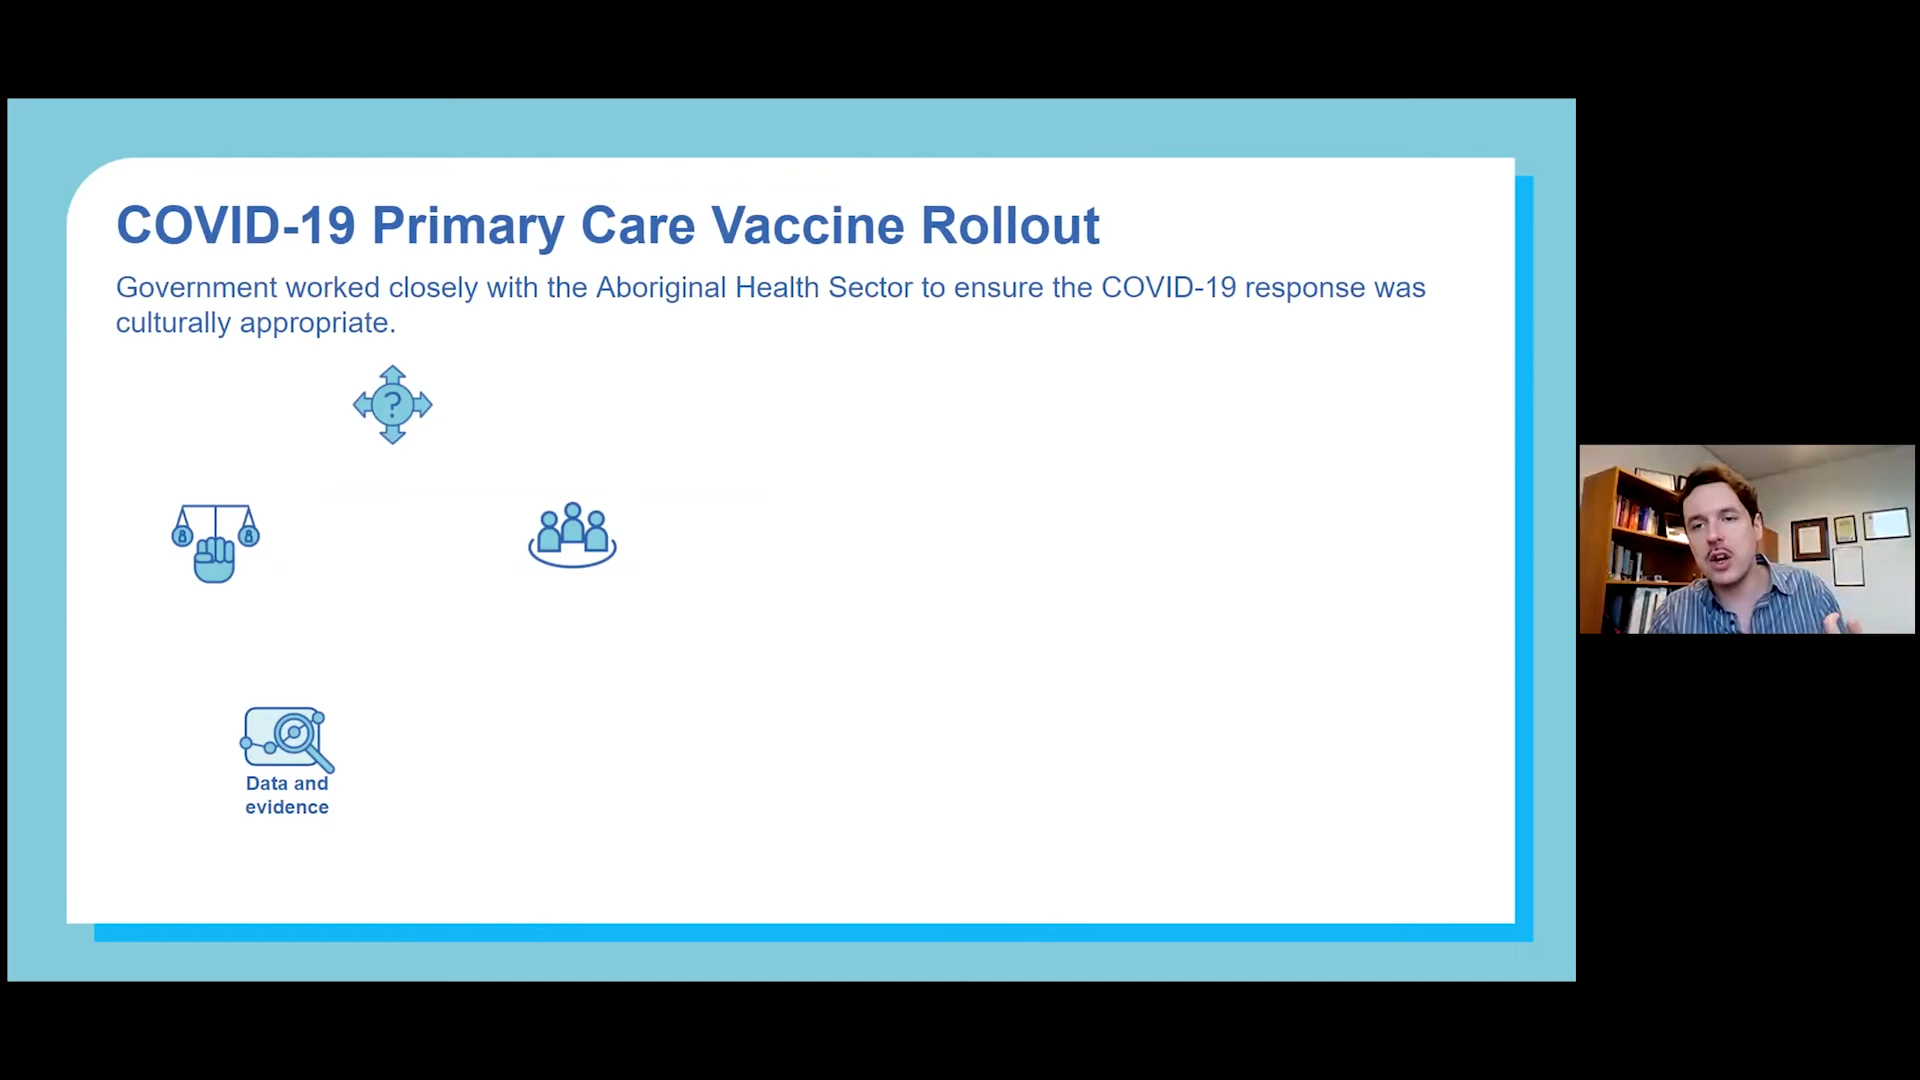 COVID-19 Primary Care Vaccine Rollout
Government worked closely with the Aboriginal Health Sector to ensure the COVID-19 response was
culturally appropriate.
?
Data and
evidence